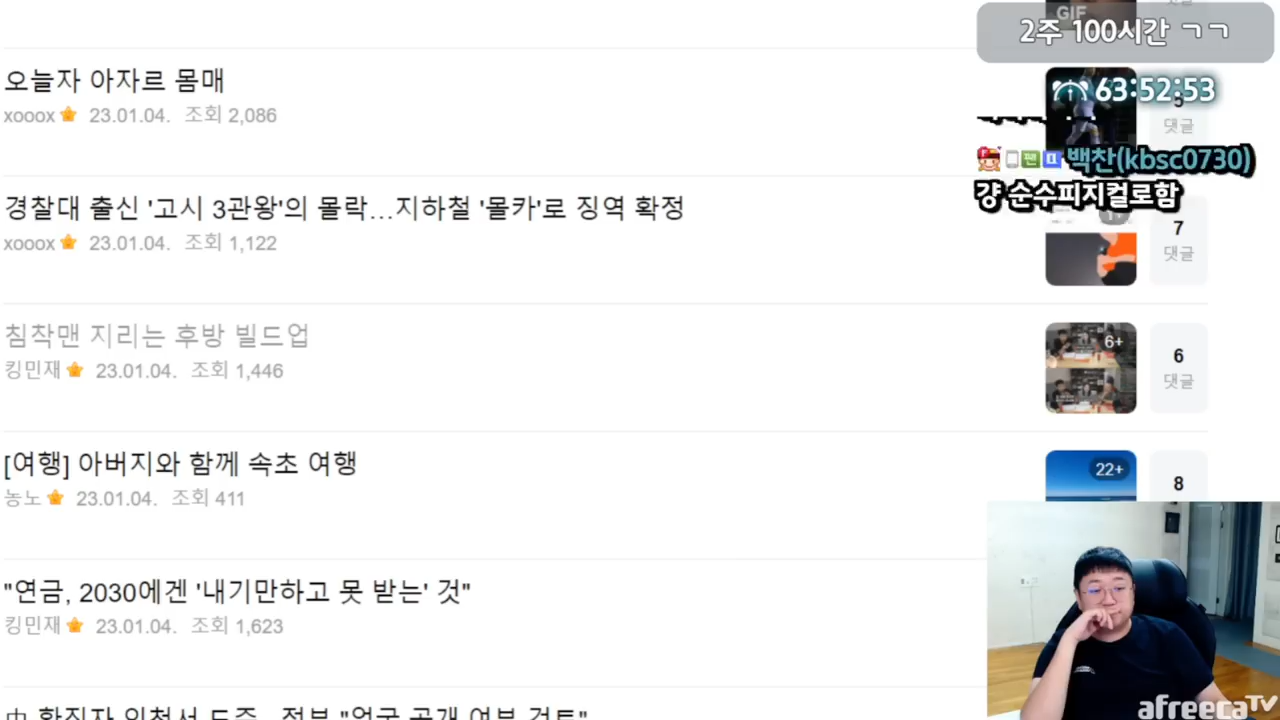 GIF
2주 100시간 ㄱㄱ
오늘자 아자르 몸매
xooox 23.01.04. 조회 2,086
63:52:53
5
댓글
백찬(kbsc0730)
걍 순수피지컬로함
경찰대 출신 '고시 3관왕'의 몰락...지하철 '몰카'로 징역 확정
xooox 23.01.04. 조회 1,122
7
댓글
침착맨 지리는 후방 빌드업
킹민재 23.01.04. 조회 1,446
6+
6
댓글
[여행] 아버지와 함께 속초 여행
농노 23.01.04. 조회 411
22+
8
"연금, 2030에겐 '내기만하고 못 받는' 것"
킹민재 23.01.04. 조회 1,623
afreecaTV